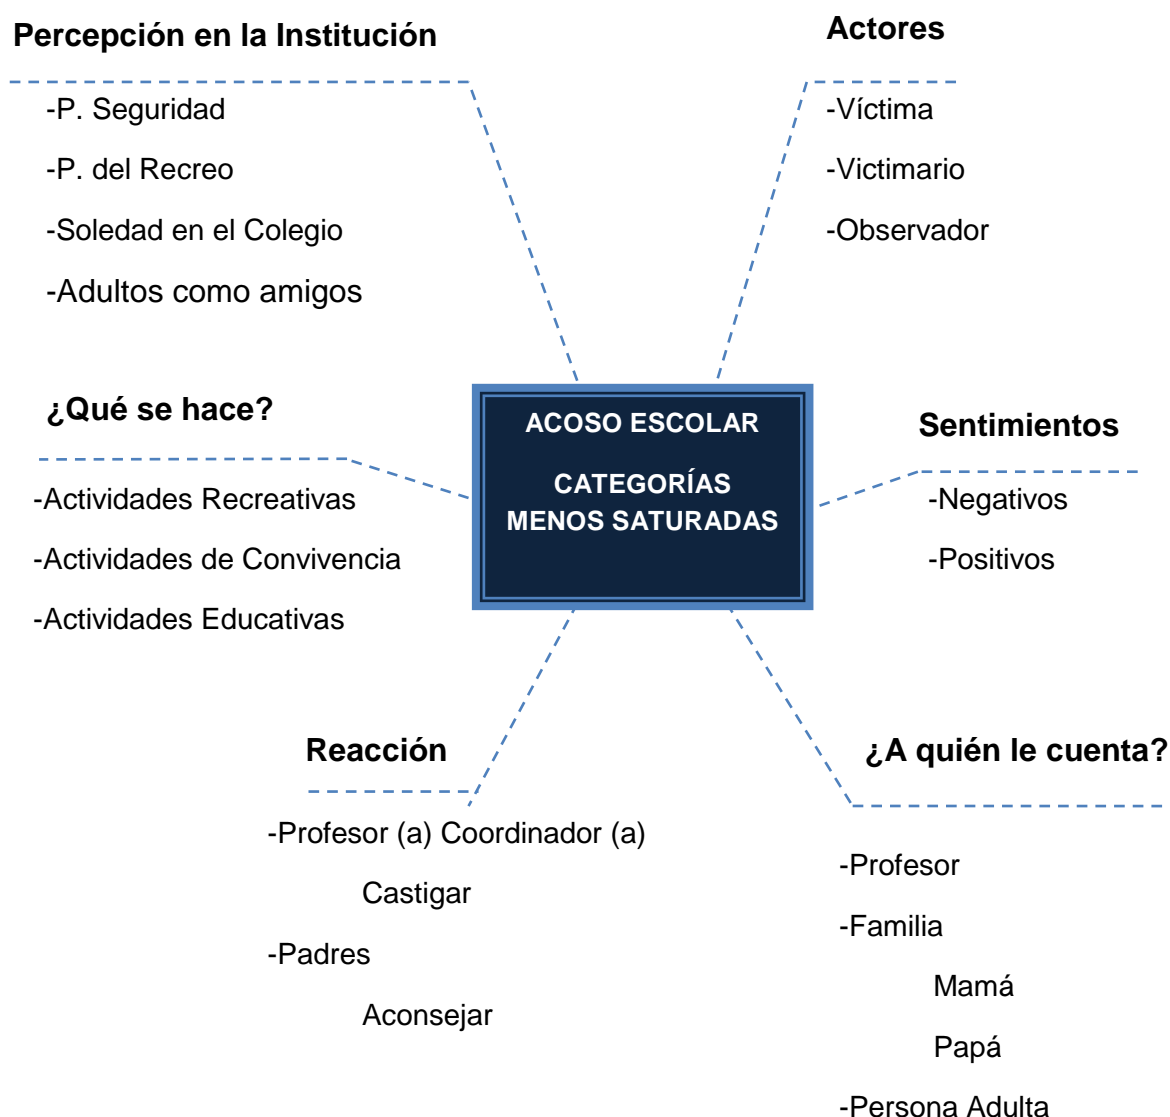 Percepción en la Institución
-P. Seguridad
-P. del Recreo
-Soledad en el Colegio
-Adultos como amigos
Actores
-Víctima
-Victimario
-Observador
¿Qué se hace?
-Actividades Recreativas
-Actividades de Convivencia
-Actividades Educativas
ACOSO ESCOLAR
CATEGORÍAS
MENOS SATURADAS
Sentimientos
-Negativos
-Positivos
Reacción
-Profesor (a) Coordinador (a)
Castigar
-Padres
Aconsejar
¿A quién le cuenta?
-Profesor
-Familia
Mamá
Papá
-Persona Adulta